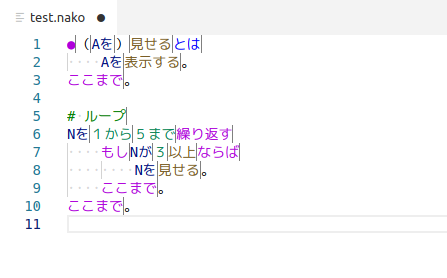 test.nako ●
1 ●（Aを）見せるとは
2 Aを表示する。
3 ここまで。
4
5 # ループ
6 Nを１から５まで繰り返す
7 もしNが３以上ならば
8 Nを見せる。
9 ここまで。
10 ここまで。
11